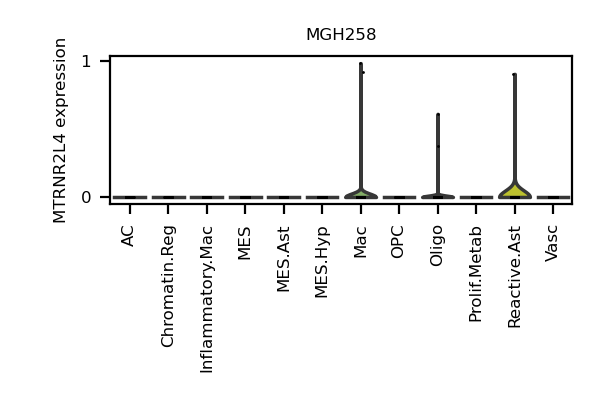 MGH258
MTRNR2L4 expression
1
0
AC
Chromatin.Reg
Inflammatory.Mac
MES
MES.Ast
MES.Hyp
Mac
OPC
Oligo
Prolif.Metab
Reactive.Ast
Vasc